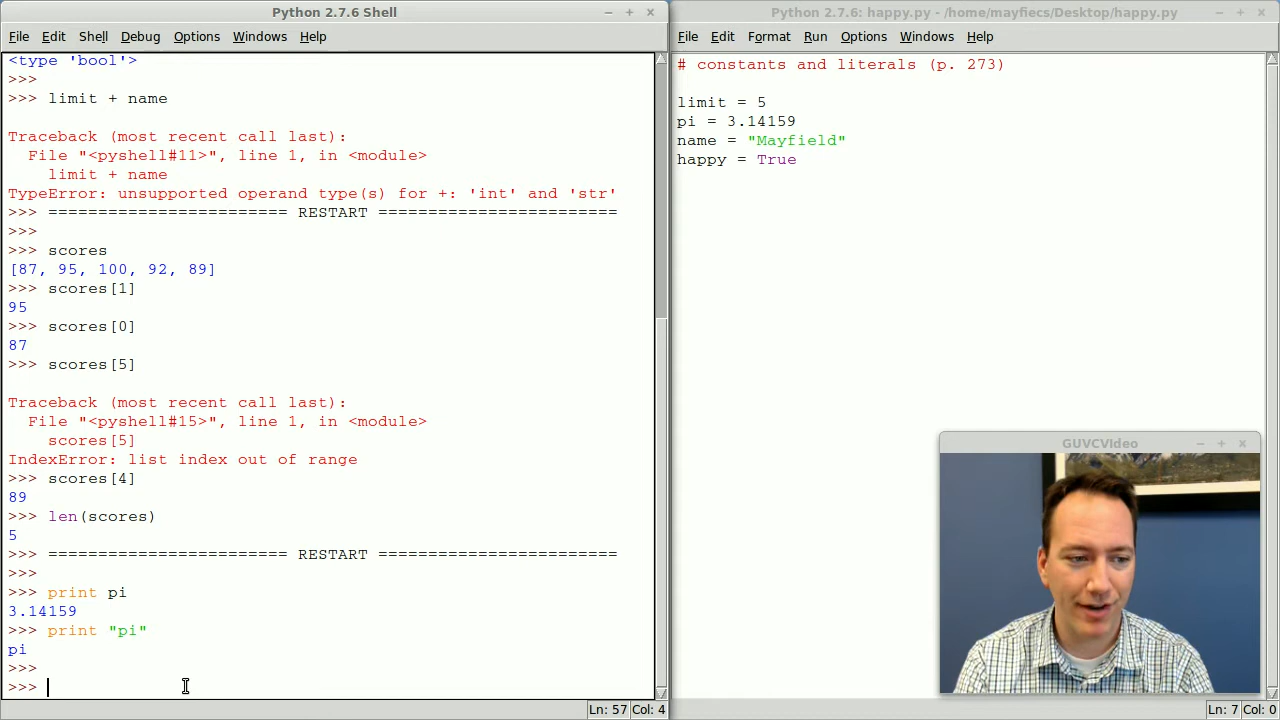 Python 2.7.6 Shell
File Edit Shell Debug Options Windows Help
<type 'bool'>
>>>
>>> limit + name
Traceback (most recent call last):
File "<pyshell#11>", line 1, in <module>
limit + name
TypeError: unsupported operand type(s) for +: 'int' and 'str'
>>> ======================== RESTART ========================
>>>
>>> scores
[87, 95, 100, 92, 89]
>>> scores[1]
95
>>> scores[0]
87
>>> scores[5]
Traceback (most recent call last):
File "<pyshell#15>", line 1, in <module>
scores[5]
IndexError: list index out of range
>>> scores[4]
89
>>> len(scores)
5
>>> ======================== RESTART ========================
>>>
>>> print pi
3.14159
>>> print "pi"
pi
>>>
>>>
Ln: 57 Col: 4
Python 2.7.6: happy.py - /home/mayfiecs/Desktop/happy.py
File Edit Format Run Options Windows Help
# constants and literals (p. 273)
limit = 5
pi = 3.14159
name = "Mayfield"
happy = True
GUVCVIdeo
Ln: 7 Col: 0